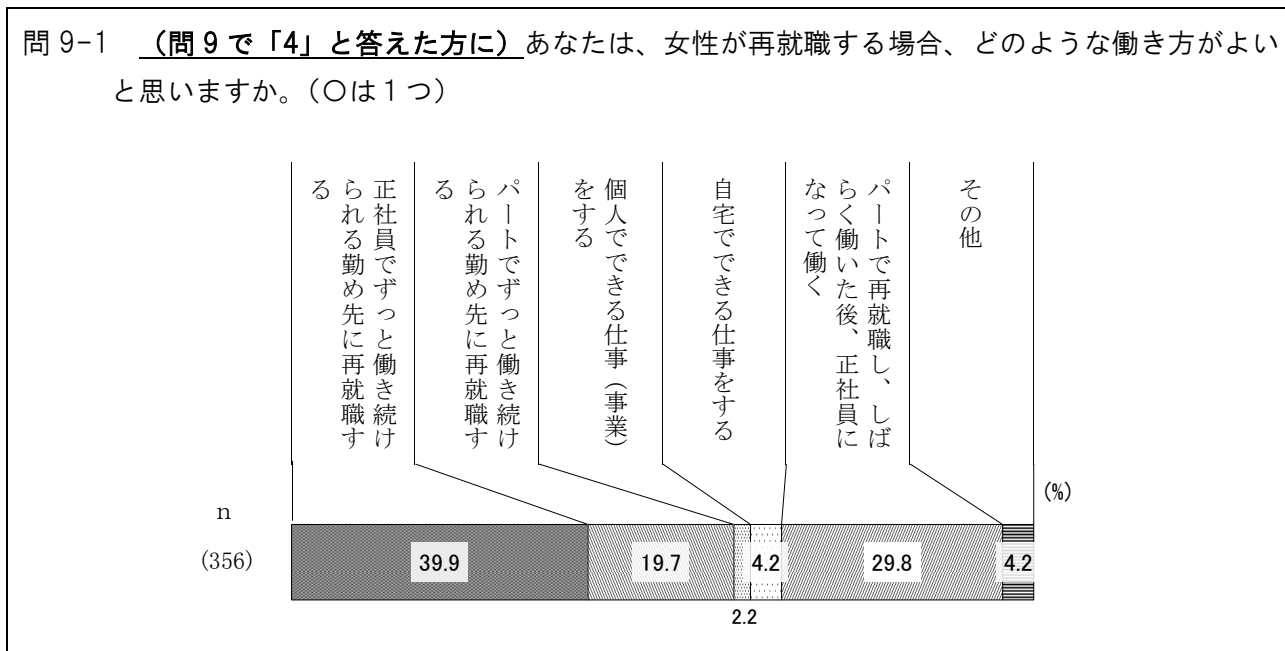 問9-1 (問9で「4」と答えた方に)あなたは、女性が再就職する場合、どのような働き方がよい
と思いますか。(〇は1つ)
正社員でずっと働き続け
られる勤め先に再就職す
る
パートでずっと働き続け
られる勤め先に再就職す
る
個人でできる仕事(事業)
をする
自宅でできる仕事をする
パートで再就職し、しば
らく働いた後、正社員に
なって働く
その他
(%)
n
(356)
39.9
19.7
2.2
4.2
29.8
4.2